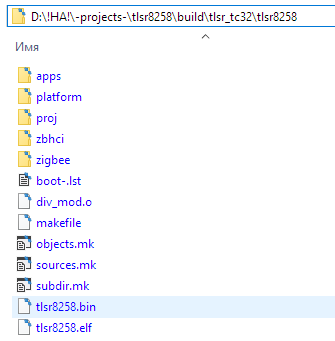 D:\!HA!\-projects-\tlsr8258\build\tlsr_tc32\tlsr8258
Имя
apps
platform
proj
zbhci
zigbee
boot-.lst
div_mod.o
makefile
objects.mk
sources.mk
subdir.mk
tlsr8258.bin
tlsr8258.elf